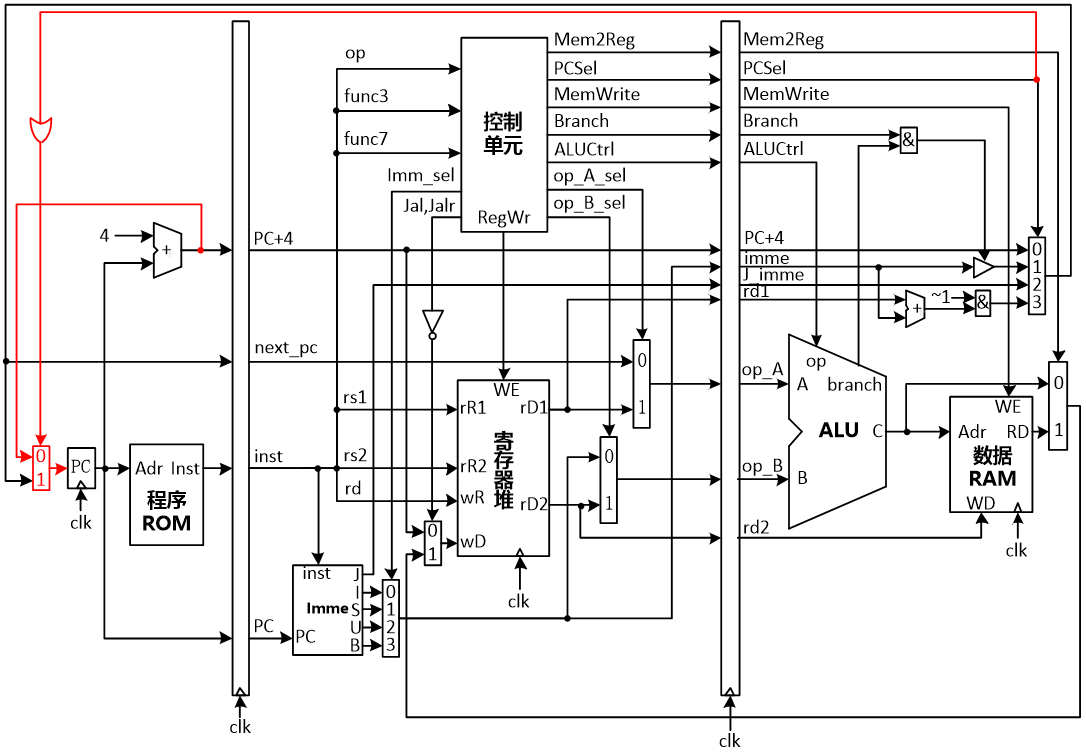 op
func3
func7
Imm_sel
Jal,Jalr
控制
单元
RegWr
Mem2Reg
PCSel
MemWrite
Branch
ALUCtrl
op_A_sel
op_B_sel
Mem2Reg
PCSel
MemWrite
Branch
ALUCtrl
&
4
+
PC+4
PC+4
imme
J_imme
rd1
+
~1
&
0
1
2
3
next_pc
0
1
op_A
op
A
branch
ALU
C
B
op_B
0
1
rs1
rs2
rd
WE
rR1
rD1
rR2
寄
存
器
堆
wR
rD2
wD
clk
0
1
WE
Adr
RD
数据
RAM
WD
clk
0
1
rd2
0
1
PC
clk
Adr
Inst
程序
ROM
inst
0
1
inst
J
I
Imme
S
U
PC
B
0
1
2
3
PC
clk
clk